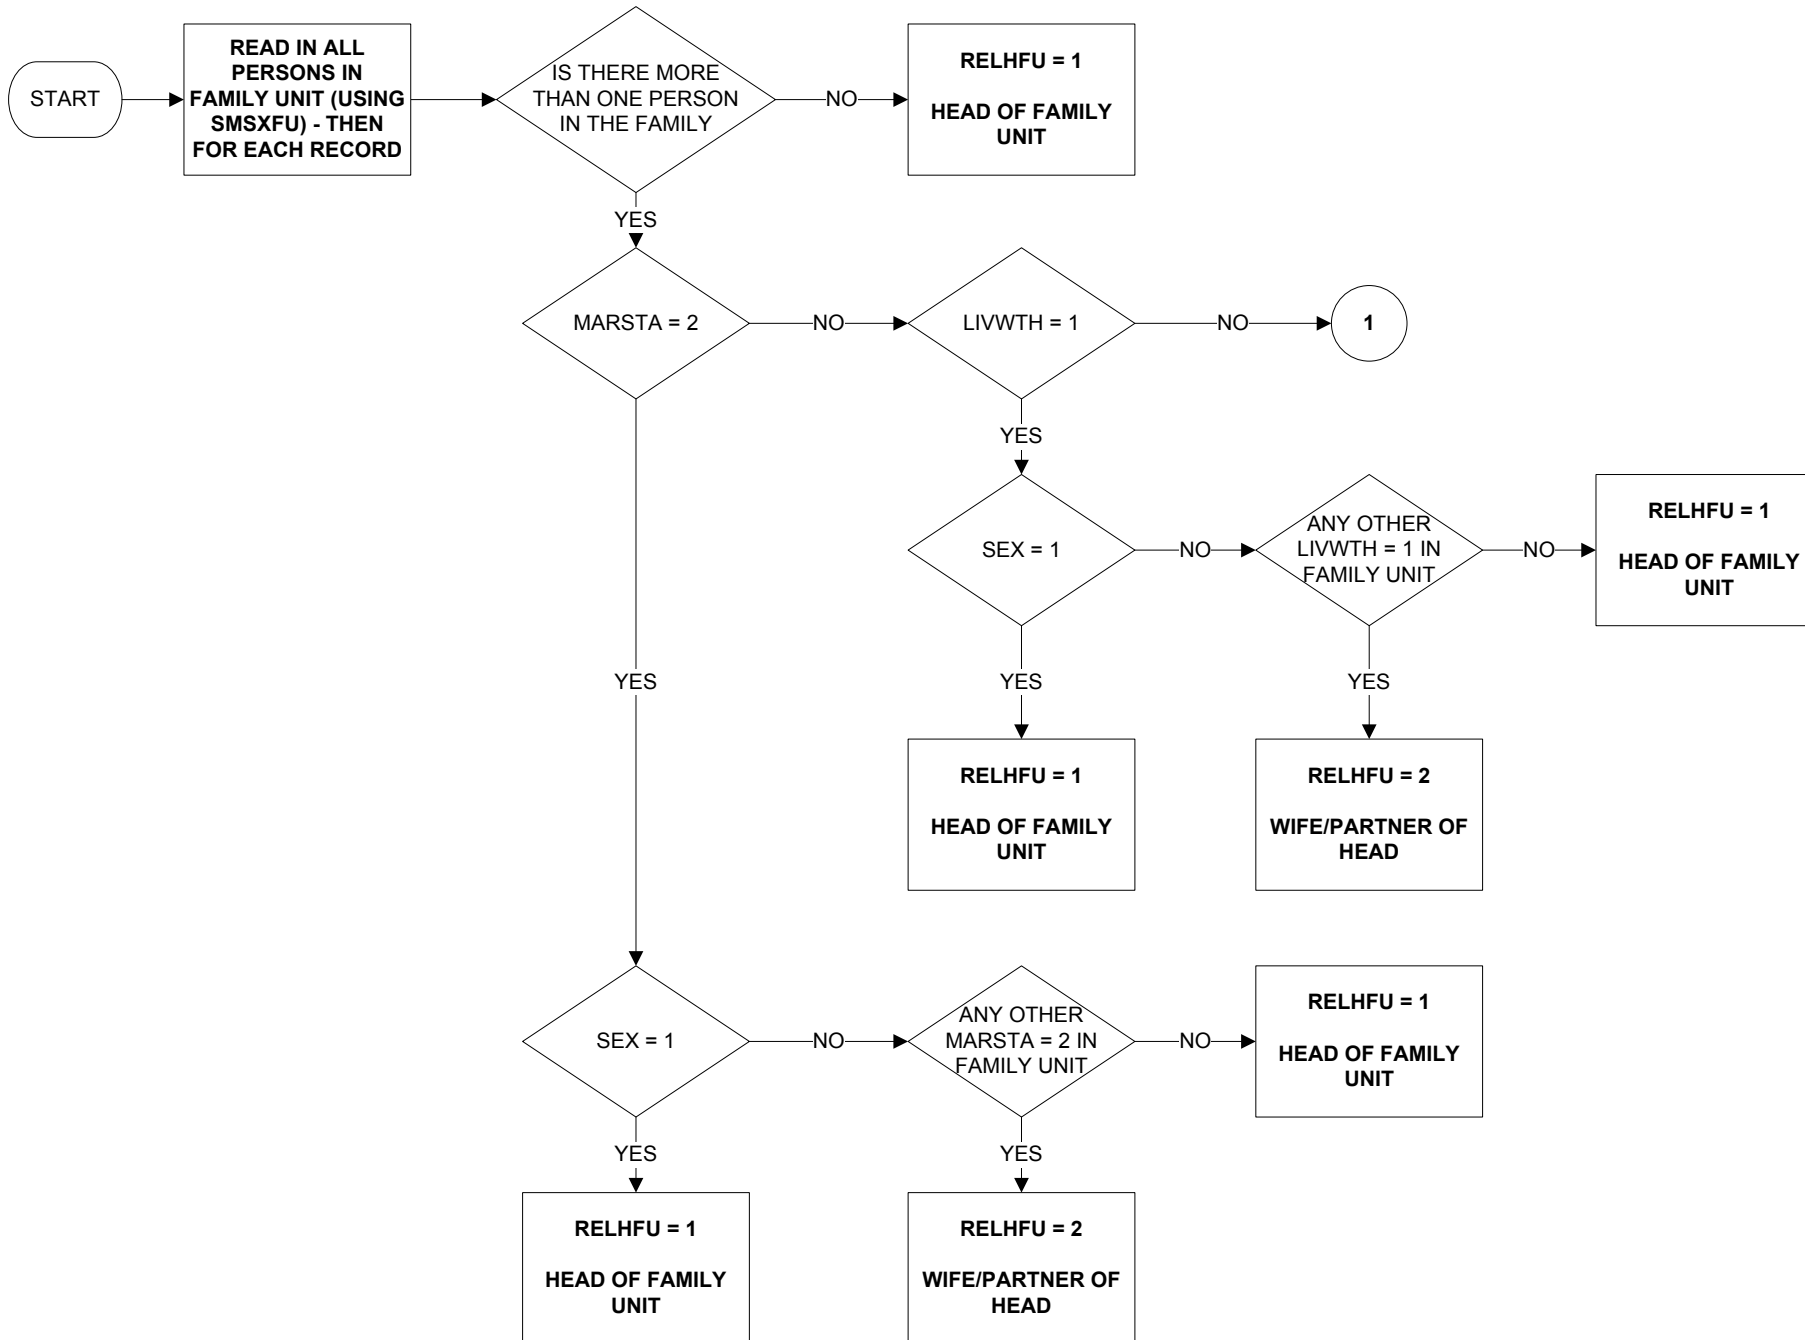 START
READ IN ALL
PERSONS IN
FAMILY UNIT (USING
SMSXFU) - THEN
FOR EACH RECORD
IS THERE MORE
THAN ONE PERSON
IN THE FAMILY
NO
RELHFU = 1
HEAD OF FAMILY
UNIT
YES
MARSTA = 2
NO
LIVWTH = 1
NO
1
YES
SEX = 1
NO
ANY OTHER
LIVWTH = 1 IN
FAMILY UNIT
NO
RELHFU = 1
HEAD OF FAMILY
UNIT
YES
YES
YES
RELHFU = 1
HEAD OF FAMILY
UNIT
RELHFU = 2
WIFE/PARTNER OF
HEAD
SEX = 1
NO
ANY OTHER
MARSTA = 2 IN
FAMILY UNIT
NO
RELHFU = 1
HEAD OF FAMILY
UNIT
YES
YES
RELHFU = 1
HEAD OF FAMILY
UNIT
RELHFU = 2
WIFE/PARTNER OF
HEAD